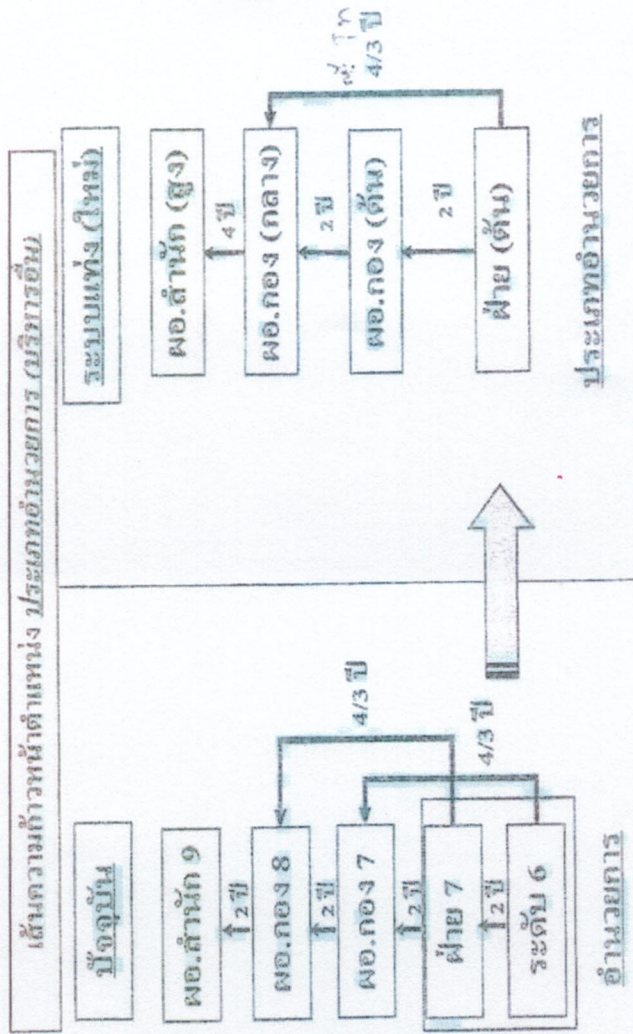 เส้นความก้าวหน้าตำแหน่ง ประเภทอำนวยการ (บริหารอื่น)
ปัจจุบัน
ผอ.สำนัก 9
2 ปี
ผอ.กอง 8
2 ปี
4/3 ปี
ผอ.กอง 7
2 ปี
4/3 ปี
ฝ่าย 7
2 ปี
ระดับ 6
อำนวยการ
ระบบแท่ง (ใหม่)
ผอ.สำนัก (สูง)
4 ปี
ผอ.กอง (กลาง)
2 ปี
4/3 ปี
ผอ.กอง (ต้น)
2 ปี
ฝ่าย (ต้น)
ประเภทอำนวยการ